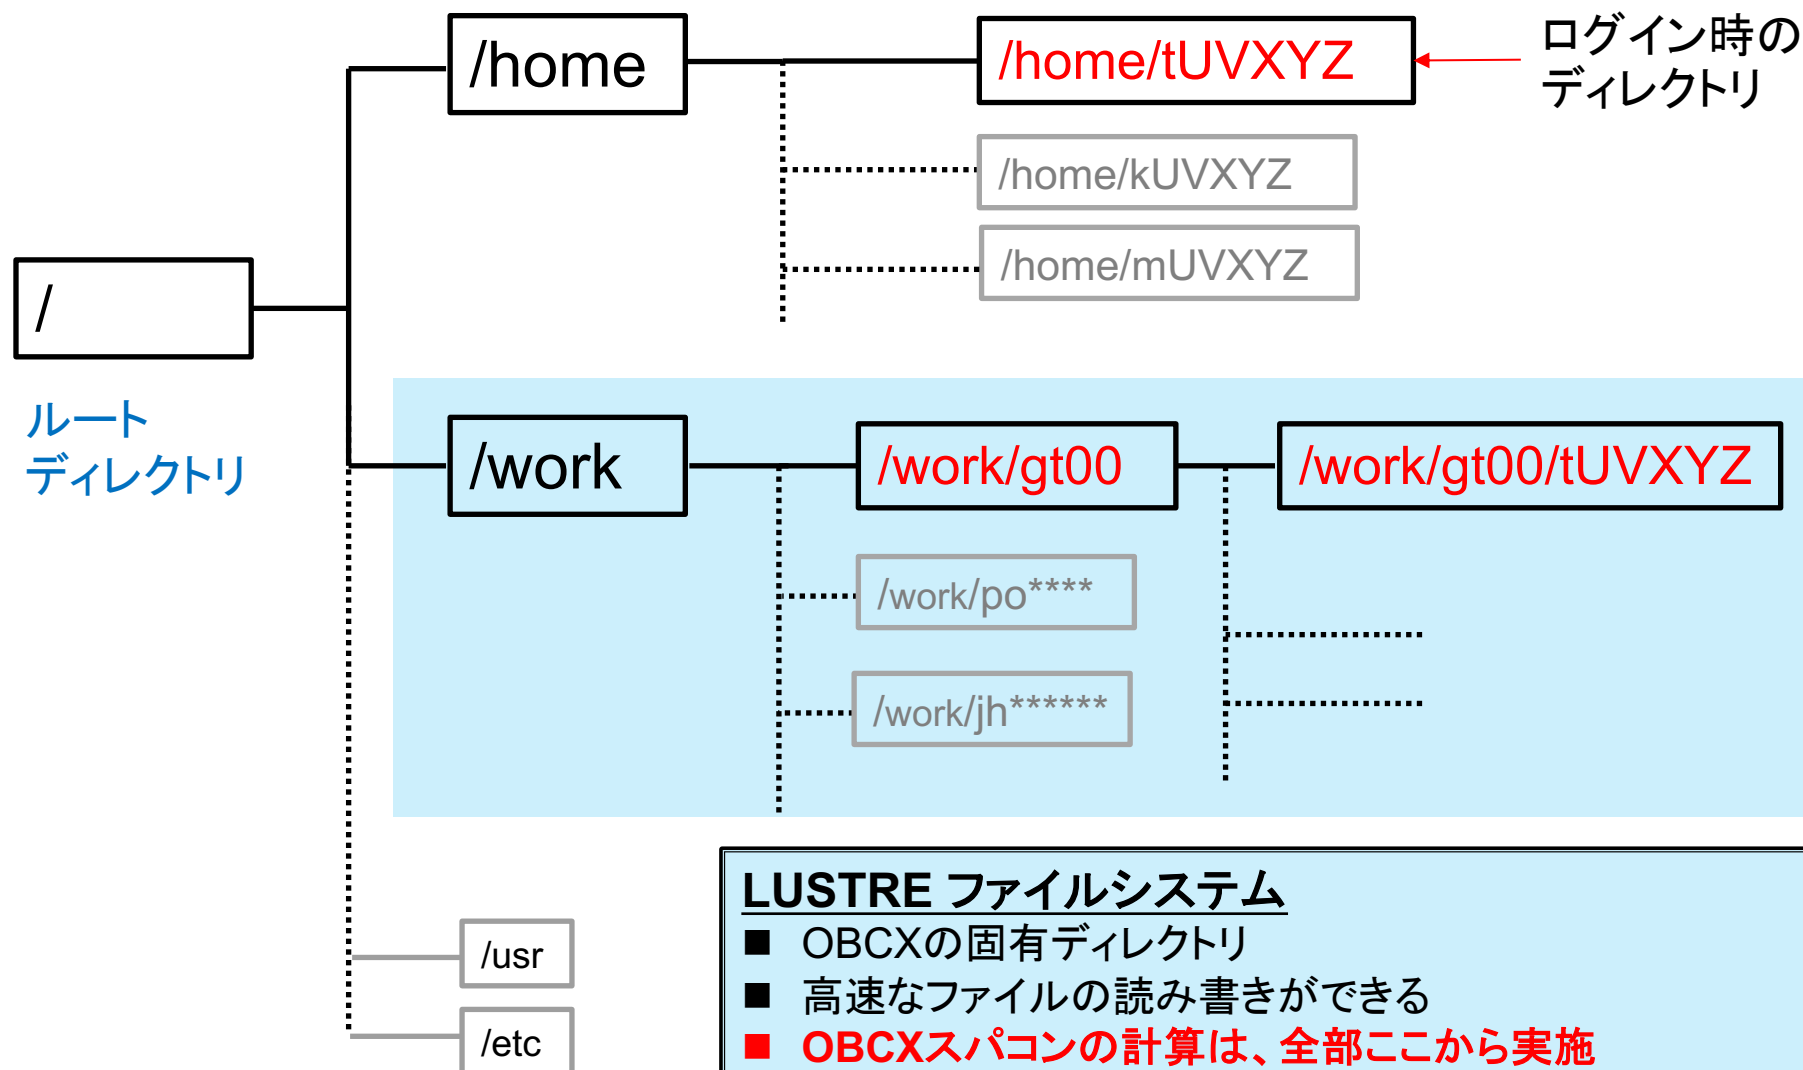 /home
/home/tUVXYZ
ログイン時の
ディレクトリ
/home/kUVXYZ
/home/mUVXYZ
/
ルート
ディレクトリ
/work
/work/gt00
/work/gt00/tUVXYZ
/work/po****
/work/jh******
/usr
/etc
LUSTRE ファイルシステム
■ OBCXの固有ディレクトリ
■ 高速なファイルの読み書きができる
■ OBCXスパコンの計算は、全部ここから実施